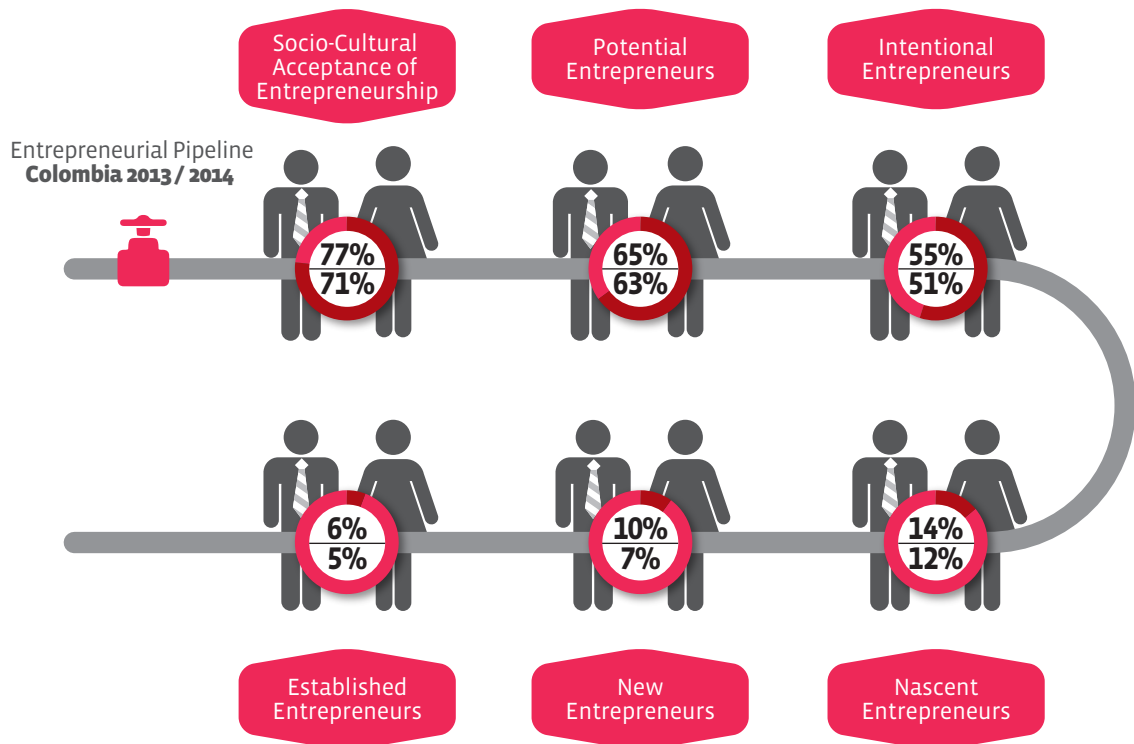 Socio-Cultural
Acceptance of
Entrepreneurship
Potential
Entrepreneurs
Intentional
Entrepreneurs
Entrepreneurial Pipeline
Colombia 2013 / 2014
77%
71%
65%
63%
55%
51%
6%
5%
10%
7%
14%
12%
Established
Entrepreneurs
New
Entrepreneurs
Nascent
Entrepreneurs